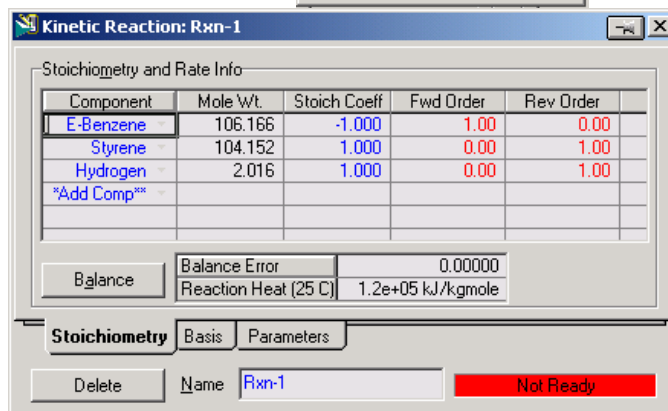 Kinetic Reaction: Rxn-1
Stoichiometry and Rate Info
Component Mole Wt. Stoich Coeff Fwd Order Rev Order
E-Benzene 106.166 -1.000 1.00 0.00
Styrene 104.152 1.000 0.00 1.00
Hydrogen 2.016 1.000 0.00 1.00
*Add Comp**
Balance
Balance Error 0.00000
Reaction Heat (25 C) 1.2e+05 kJ/kgmole
Stoichiometry Basis Parameters
Delete Name Rxn-1 Not Ready